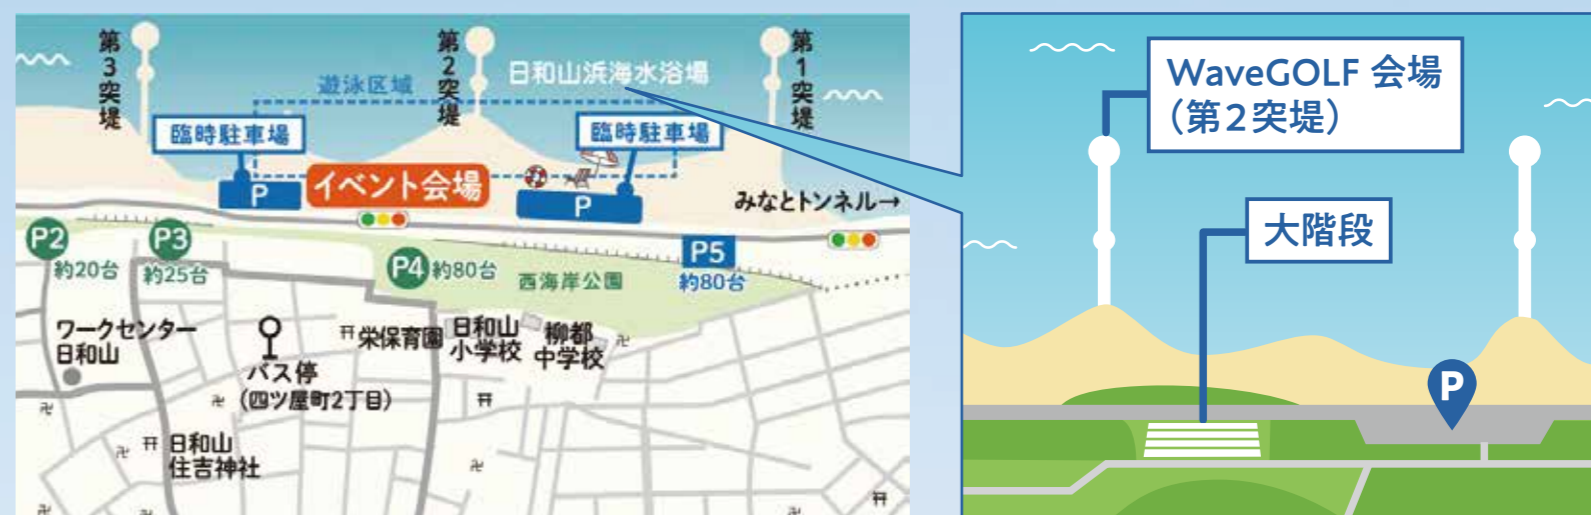 第3突堤
第2突堤
第1突堤
日和山浜海水浴場
遊泳区域
臨時駐車場
臨時駐車場
P
イベント会場
P
みなとトンネル→
P2
約20台
P3
約25台
P4
約80台
西海岸公園
P5
約80台
ワークセンター
日和山
バス停
(四ツ屋町2丁目)
栄保育園
日和山
小学校
柳都
中学校
日和山
住吉神社
WaveGOLF 会場
(第2突堤)
大階段
P